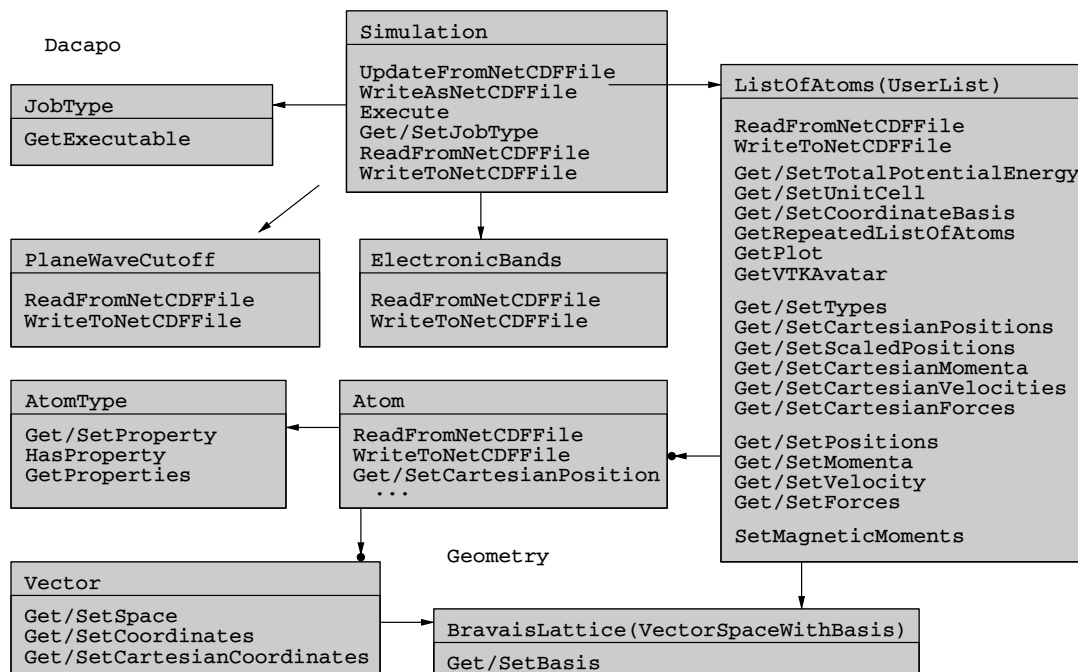 Dacapo
Simulation
UpdateFromNetCDFFile
WriteAsNetCDFFile
Execute
Get/SetJobType
ReadFromNetCDFFile
WriteToNetCDFFile
JobType
GetExecutable
ListOfAtoms(UserList)
ReadFromNetCDFFile
WriteToNetCDFFile
Get/SetTotalPotentialEnergy
Get/SetUnitCell
Get/SetCoordinateBasis
GetRepeatedListOfAtoms
GetPlot
GetVTKAvatar
Get/SetTypes
Get/SetCartesianPositions
Get/SetScaledPositions
Get/SetCartesianMomenta
Get/SetCartesianVelocities
Get/SetCartesianForces
Get/SetPositions
Get/SetMomenta
Get/SetVelocity
Get/SetForces
SetMagneticMoments
PlaneWaveCutoff
ReadFromNetCDFFile
WriteToNetCDFFile
ElectronicBands
ReadFromNetCDFFile
WriteToNetCDFFile
AtomType
Get/SetProperty
HasProperty
GetProperties
Atom
ReadFromNetCDFFile
WriteToNetCDFFile
Get/SetCartesianPosition
...
Geometry
Vector
Get/SetSpace
Get/SetCoordinates
Get/SetCartesianCoordinates
BravaisLattice(VectorSpaceWithBasis)
Get/SetBasis